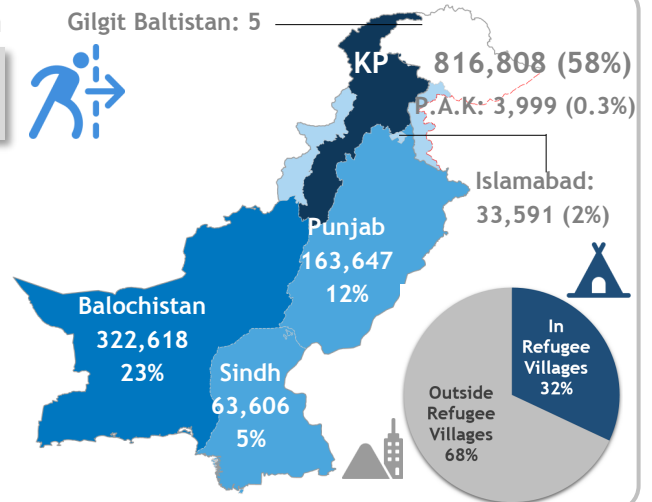 Gilgit Baltistan: 5
KP
816,808 (58%)
P.A.K: 3,999 (0.3%)
Islamabad:
33,591 (2%)
Punjab
163,647
12%
Balochistan
322,618
23%
Sindh
63,606
5%
In
Refugee
Villages
32%
Outside
Refugee
Villages
68%